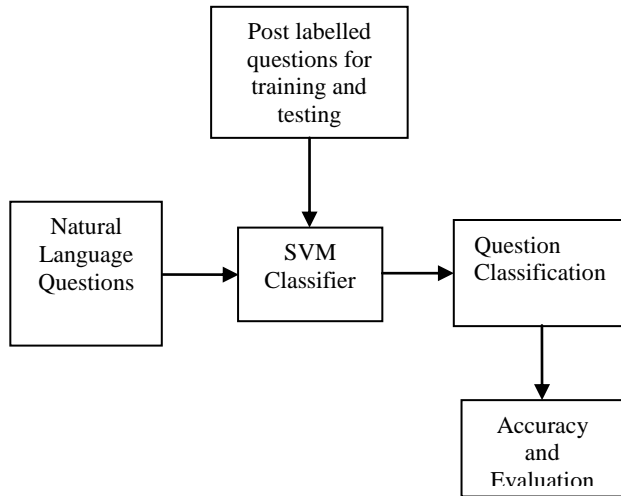 Post labelled
questions for
training and
testing
Natural
Language
Questions
SVM
Classifier
Question
Classification
Accuracy
and
Evaluation